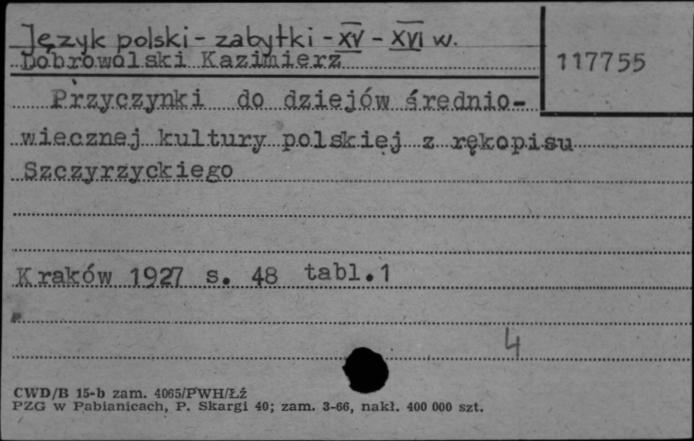 Język polski - zabytki - XV - XVI w.
Dobrowolski Kazimierz
117755
Przyczynki do dziejów średnio-
wiecznej kultury polskiej z rękopisu
Szczyrzyckiego
Kraków 1927 s. 48 tabl.1
4
CWD/B 15-b zam. 4065/PWH/Łź
PZG w Pabianicach, P. Skargi 40; zam. 3-66, nakł. 400 000 szt.